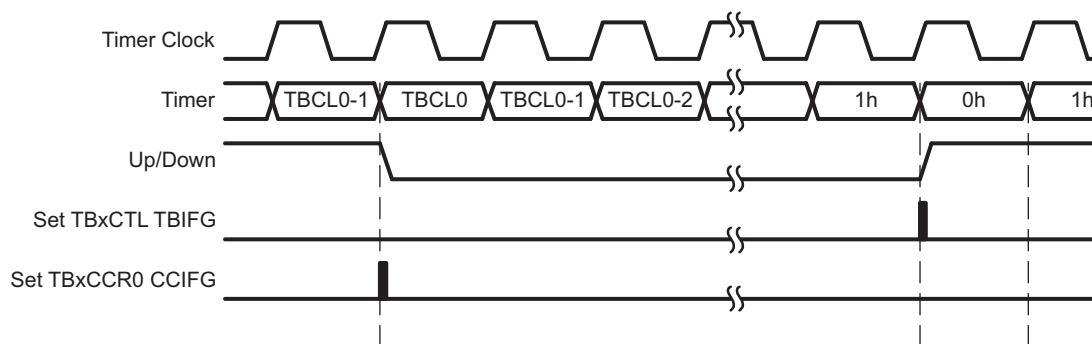 Timer Clock
Timer
TBCL0-1 TBCL0 TBCL0-1 TBCL0-2 1h 0h 1h
Up/Down
Set TBxCTL TBIFG
Set TBxCCR0 CCIFG